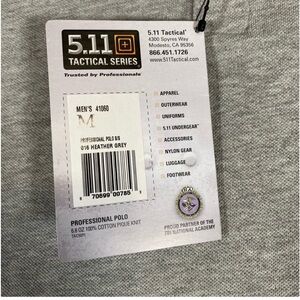 5.11
TACTICAL SERIES
Trusted by Professionals
5.11 Tactical
4300 Spyres Way
Modesto, CA 95356
866.451.1726
www.511Tactical.com
APPAREL
OUTERWEAR
UNIFORMS
5.11 UNDERGEAR
ACCESSORIES
NYLON GEAR
LUGGAGE
FOOTWEAR
MEN'S 41060
M
PROFESSIONAL POLO S/S
016 HEATHER GREY
PROFESSIONAL POLO
6.6 OZ 100% COTTON PIQUE KNIT
PROUD PARTNER OF THE
FBI NATIONAL ACADEMY